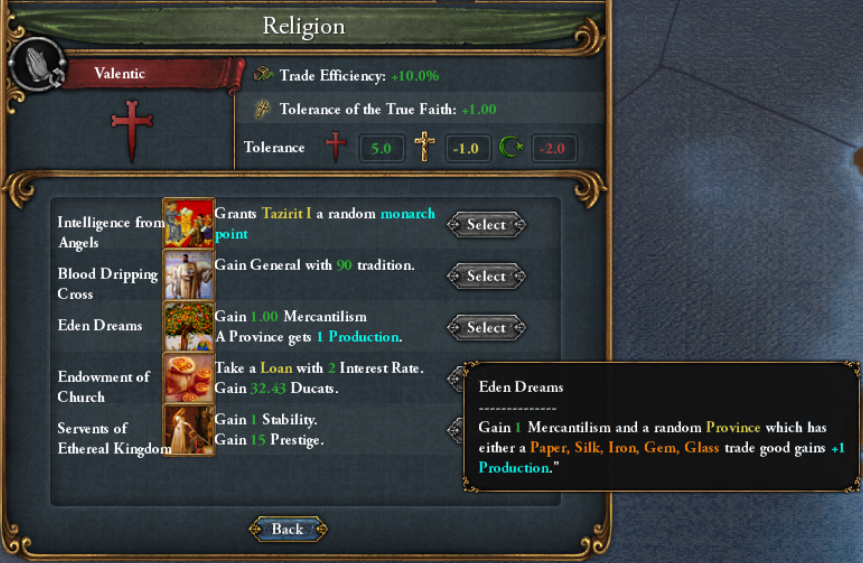 Religion
Valentic
Trade Efficiency: +10.0%
Tolerance of the True Faith: +1.00
Tolerance 5.0 -1.0 -2.0
Intelligence from
Angels
Grants Tazirit I a random monarch
point
Select
Blood Dripping
Cross
Gain General with 90 tradition.
Select
Eden Dreams
Gain 1.00 Mercantilism
A Province gets 1 Production.
Select
Endowment of
Church
Take a Loan with 2 Interest Rate.
Gain 32.43 Ducats.
Servents of
Ethereal Kingdom
Gain 1 Stability.
Gain 15 Prestige.
Eden Dreams
--------------
Gain 1 Mercantilism and a random Province which has
either a Paper, Silk, Iron, Gem, Glass trade good gains +1
Production."
Back